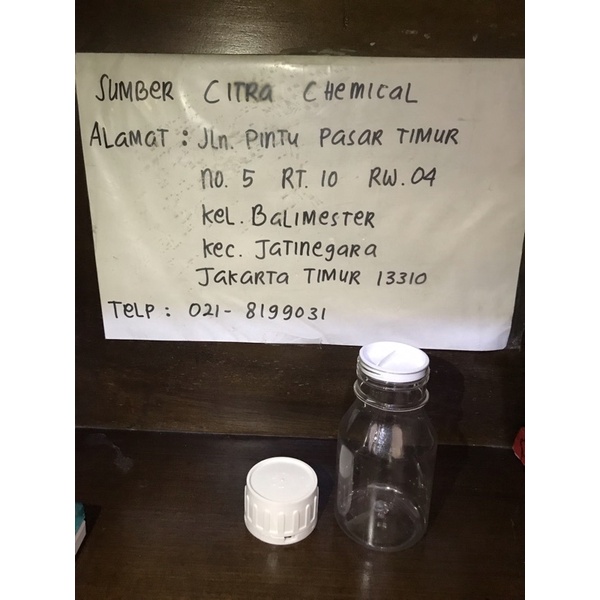 SUMBER CITRA CHEMICAL
ALAMAT : JLn. PINTU PASAR TIMUR
NO. 5 RT. 10 RW. 04
KeL. BALIMESTER
Kec. JATINegARA
JAKARTA TIMUR 13310
TeLP : 021- 8199031